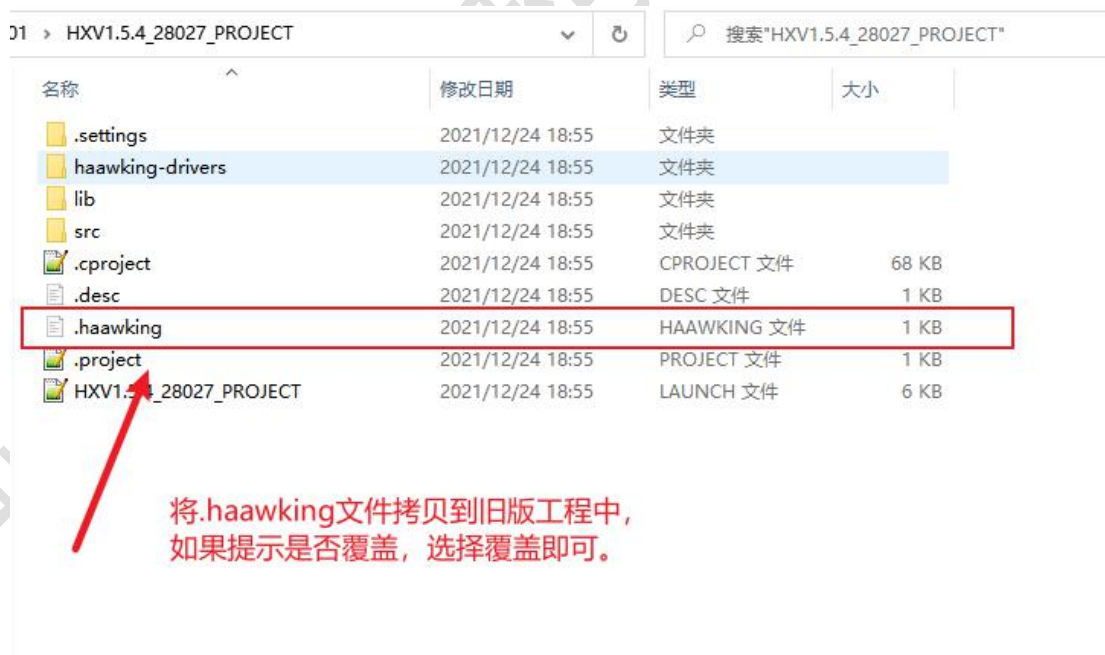 01 › HXV1.5.4_28027_PROJECT 搜索"HXV1.5.4_28027_PROJECT"
名称 修改日期 类型 大小
.settings 2021/12/24 18:55 文件夹
haawking-drivers 2021/12/24 18:55 文件夹
lib 2021/12/24 18:55 文件夹
src 2021/12/24 18:55 文件夹
.cproject 2021/12/24 18:55 CPROJECT 文件 68 KB
.desc 2021/12/24 18:55 DESC 文件 1 KB
.haawking 2021/12/24 18:55 HAAWKING 文件 1 KB
.project 2021/12/24 18:55 PROJECT 文件 1 KB
HXV1.5.4_28027_PROJECT 2021/12/24 18:55 LAUNCH 文件 6 KB
将.haawking文件拷贝到旧版工程中，
如果提示是否覆盖，选择覆盖即可。